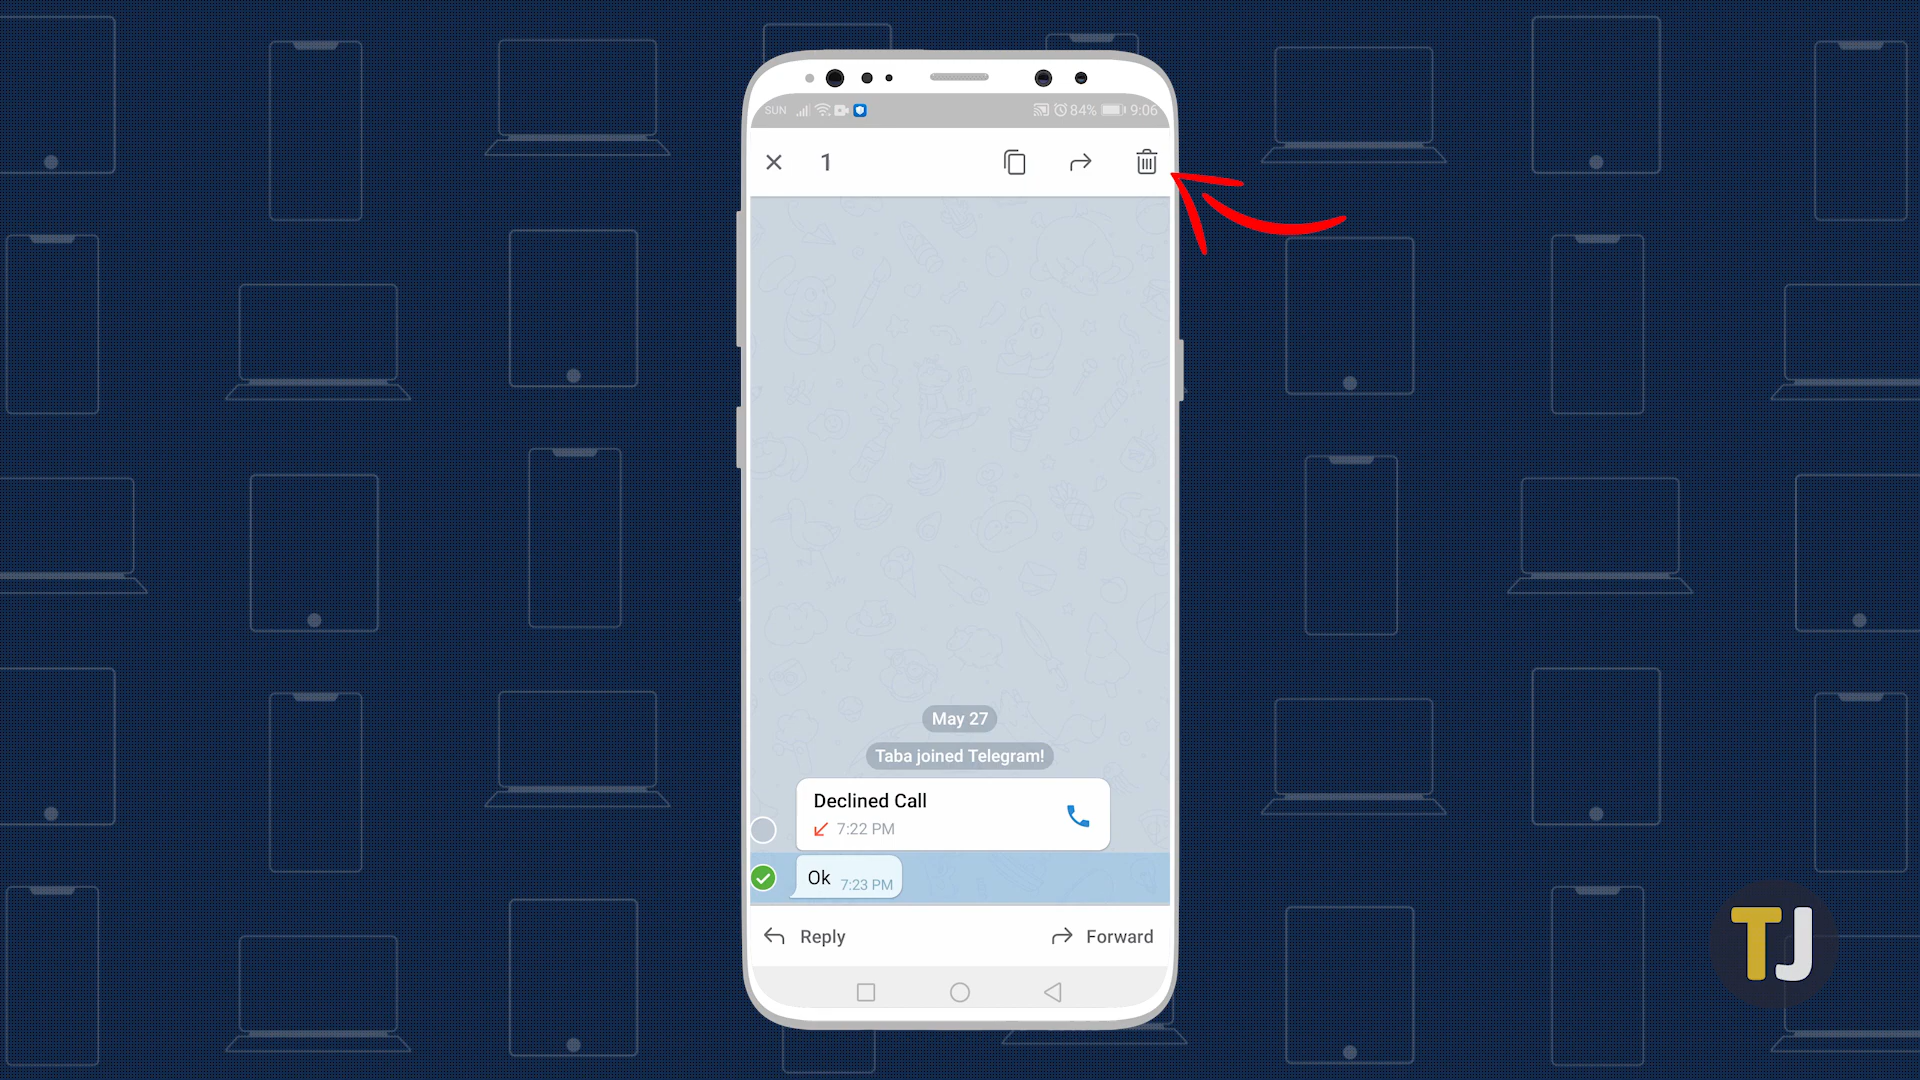 SUN 84% 9:06
1
May 27
Taba joined Telegram!
Declined Call
7:22 PM
Ok 7:23 PM
Reply Forward
TJ